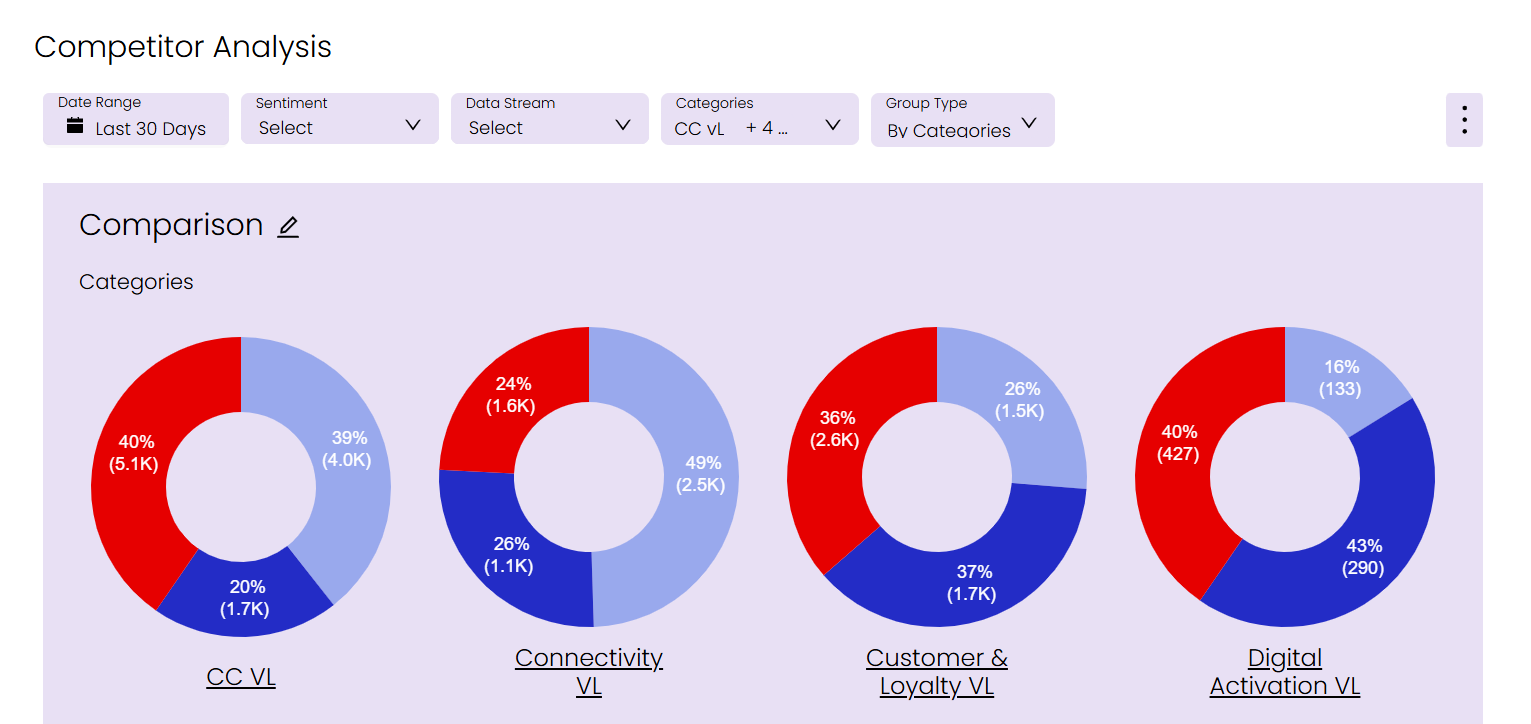 Competitor Analysis
Date Range
Last 30 Days
Sentiment
Select
Data Stream
Select
Categories
CC vL + 4 ...
Group Type
By Categories
Comparison
Categories
40%
(5.1K)
39%
(4.0K)
20%
(1.7K)
CC VL
24%
(1.6K)
49%
(2.5K)
26%
(1.1K)
Connectivity
VL
26%
(1.5K)
36%
(2.6K)
37%
(1.7K)
Customer &
Loyalty VL
16%
(133)
40%
(427)
43%
(290)
Digital
Activation VL